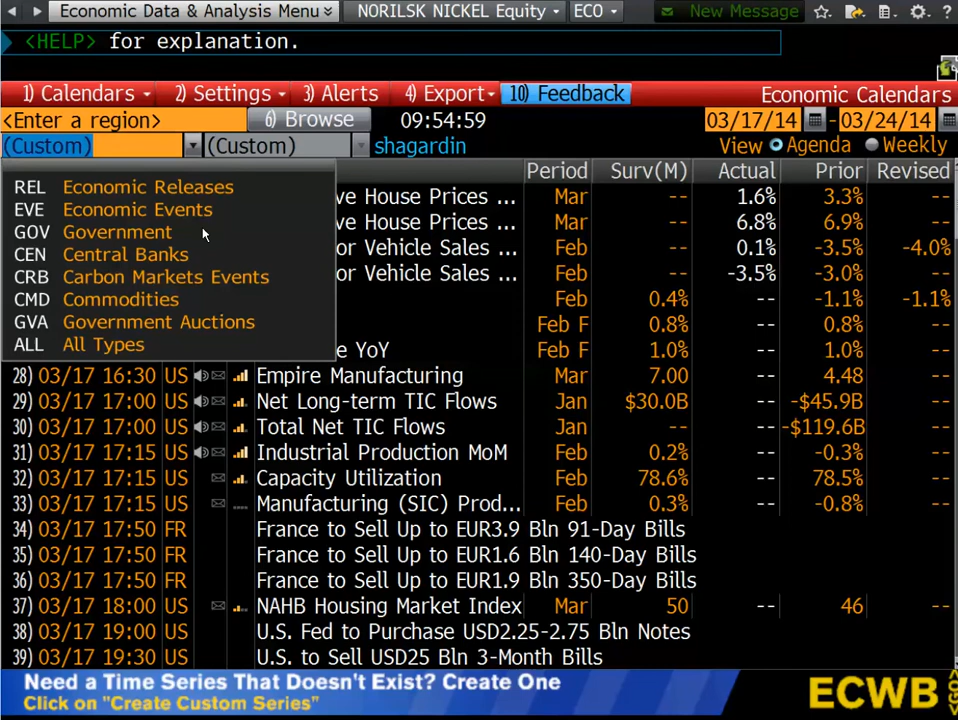 Economic Data & Analysis Menu NORILSK NICKEL Equity ECO New Message ?
<HELP> for explanation.
1) Calendars 2) Settings 3) Alerts 4) Export 10) Feedback Economic Calendars
<Enter a region> 6) Browse 09:54:59 03/17/14 - 03/24/14
(Custom) (Custom) shagardin View Agenda Weekly
Period Surv(M) Actual Prior Revised
REL Economic Releases
EVE Economic Events
GOV Government
CEN Central Banks
CRB Carbon Markets Events
CMD Commodities
GVA Government Auctions
ALL All Types
ve House Prices ... Mar -- 1.6% 3.3% --
ve House Prices ... Mar -- 6.8% 6.9% --
or Vehicle Sales ... Feb -- 0.1% -3.5% -4.0%
or Vehicle Sales ... Feb -- -3.5% -3.0% --
Feb 0.4% -- -1.1% -1.1%
Feb F 0.8% -- 0.8% --
e YoY Feb F 1.0% -- 1.0% --
28) 03/17 16:30 US Empire Manufacturing Mar 7.00 -- 4.48 --
29) 03/17 17:00 US Net Long-term TIC Flows Jan $30.0B -- -$45.9B --
30) 03/17 17:00 US Total Net TIC Flows Jan -- -- -$119.6B --
31) 03/17 17:15 US Industrial Production MoM Feb 0.2% -- -0.3% --
32) 03/17 17:15 US Capacity Utilization Feb 78.6% -- 78.5% --
33) 03/17 17:15 US Manufacturing (SIC) Prod... Feb 0.3% -- -0.8% --
34) 03/17 17:50 FR France to Sell Up to EUR3.9 Bln 91-Day Bills
35) 03/17 17:50 FR France to Sell Up to EUR1.6 Bln 140-Day Bills
36) 03/17 17:50 FR France to Sell Up to EUR1.9 Bln 350-Day Bills
37) 03/17 18:00 US NAHB Housing Market Index Mar 50 -- 46 --
38) 03/17 19:00 US U.S. Fed to Purchase USD2.25-2.75 Bln Notes
39) 03/17 19:30 US U.S. to Sell USD25 Bln 3-Month Bills
Need a Time Series That Doesn't Exist? Create One
Click on "Create Custom Series"
ECWB